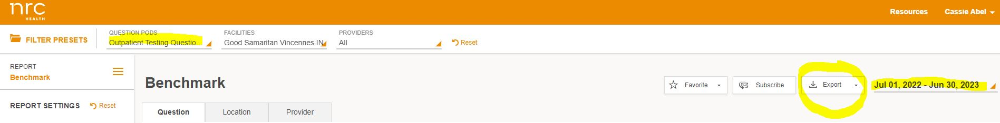 nrc
HEALTH
Resources
Cassie Abel
FILTER PRESETS
QUESTION PODS
Outpatient Testing Questio...
FACILITIES
Good Samaritan Vincennes IN
PROVIDERS
All
Reset
REPORT
Benchmark
REPORT SETTINGS
Reset
Benchmark
Favorite
Subscribe
Export
Jul 01, 2022 - Jun 30, 2023
Question
Location
Provider